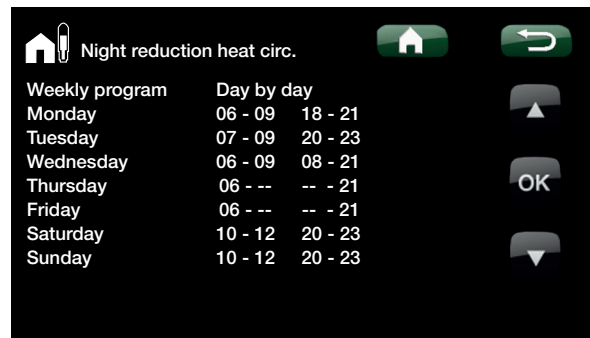 Night reduction heat circ.
Weekly program Day by day
Monday 06 - 09 18 - 21
Tuesday 07 - 09 20 - 23
Wednesday 06 - 09 08 - 21
Thursday 06 - -- -- - 21
Friday 06 - -- -- - 21
Saturday 10 - 12 20 - 23
Sunday 10 - 12 20 - 23
OK